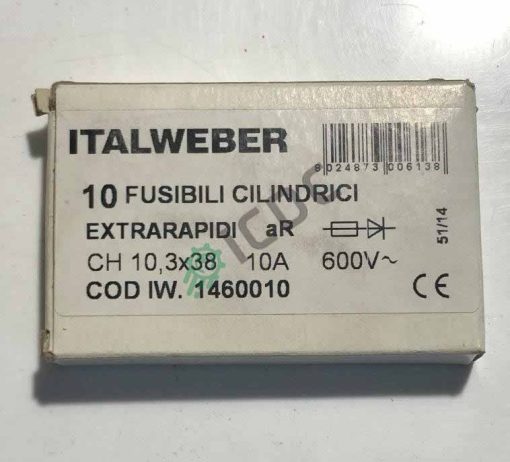 ITALWEBER
8024873 006138
10 FUSIBILI CILINDRICI
EXTRARAPIDI aR
CH 10,3x38 10A 600V~
COD IW. 1460010
CE
51/14
ICDC